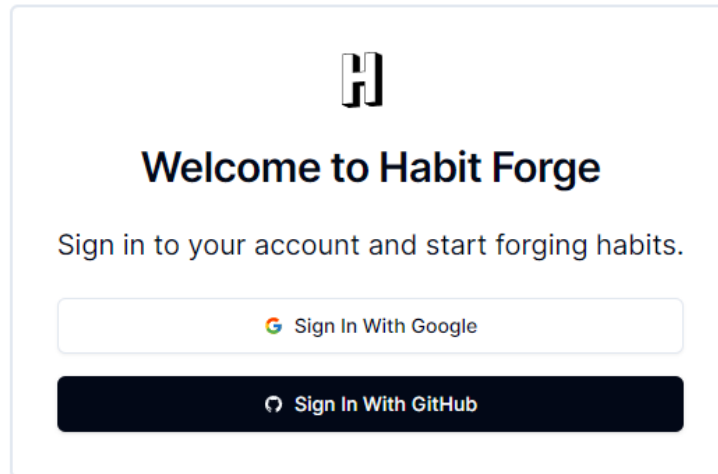 H
Welcome to Habit Forge
Sign in to your account and start forging habits.
Sign In With Google
Sign In With GitHub